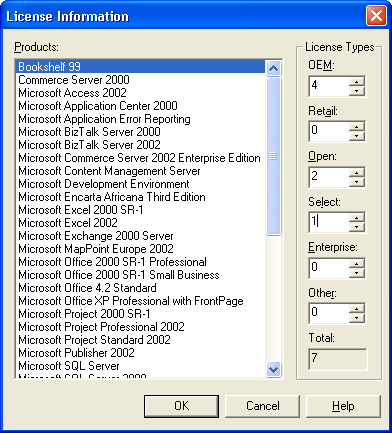 License Information
Products:
Bookshelf 99
Commerce Server 2000
Microsoft Access 2002
Microsoft Application Center 2000
Microsoft Application Error Reporting
Microsoft BizTalk Server 2000
Microsoft BizTalk Server 2002
Microsoft Commerce Server 2002 Enterprise Edition
Microsoft Content Management Server
Microsoft Development Environment
Microsoft Encarta Africana Third Edition
Microsoft Excel 2000 SR-1
Microsoft Excel 2002
Microsoft Exchange 2000 Server
Microsoft MapPoint Europe 2002
Microsoft Office 2000 SR-1 Professional
Microsoft Office 2000 SR-1 Small Business
Microsoft Office 4.2 Standard
Microsoft Office XP Professional with FrontPage
Microsoft Project 2000 SR-1
Microsoft Project Professional 2002
Microsoft Project Standard 2002
Microsoft Publisher 2002
Microsoft SQL Server
Microsoft SQL Server 2000
License Types
OEM:
4
Retail:
0
Open:
2
Select:
1
Enterprise:
0
Other:
0
Total:
7
OK
Cancel
Help